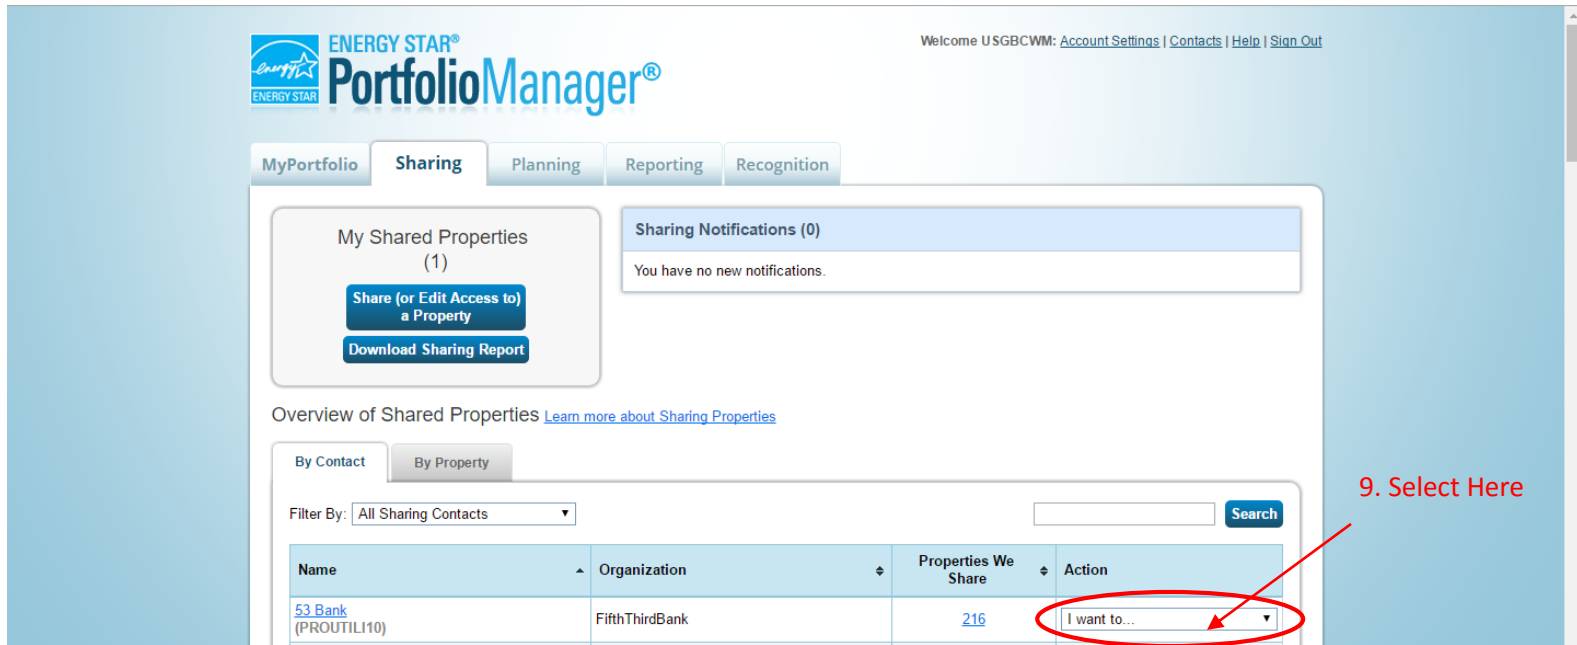 ENERGY STAR®
PortfolioManager®
energy
ENERGY STAR
Welcome USGBCWM: Account Settings | Contacts | Help | Sign Out
MyPortfolio
Sharing
Planning
Reporting
Recognition
My Shared Properties
(1)
Share (or Edit Access to)
a Property
Download Sharing Report
Sharing Notifications (0)
You have no new notifications.
Overview of Shared Properties Learn more about Sharing Properties
By Contact
By Property
9. Select Here
Filter By: All Sharing Contacts
Search
Name
Organization
Properties We
Share
Action
53 Bank
(PROUTILI10)
FifthThirdBank
216
I want to...